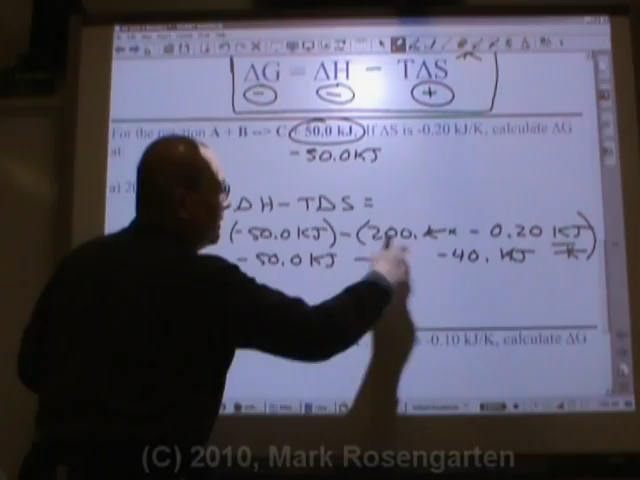 ΔG = ΔH − TΔS
− − +
For the reaction A + B --> C + 50.0 kJ, If ΔS is -0.20 kJ/K, calculate ΔG
at:
-50.0KJ
a) 20
ΔH-TΔS=
(-50.0KJ)-(200. K x -0.20 KJ/K)
-50.0KJ - -40. KJ
-0.10 kJ/K, calculate ΔG
(C) 2010, Mark Rosengarten